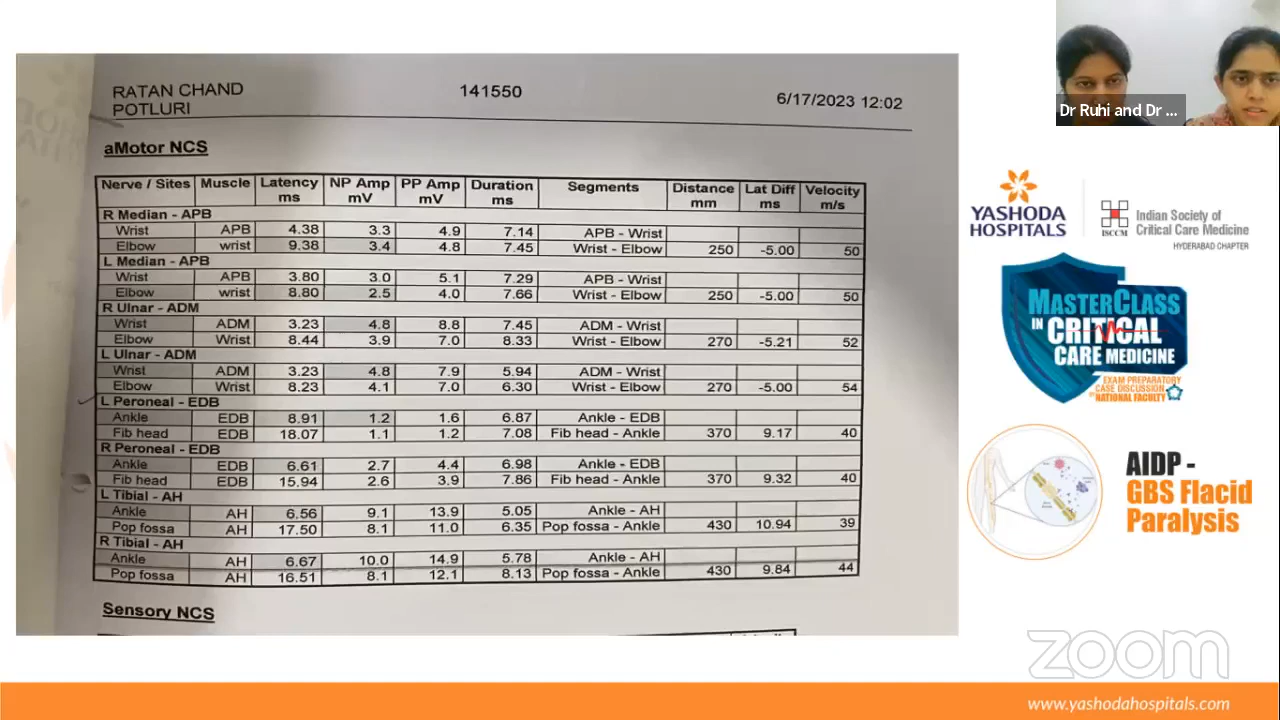 RATAN CHAND
POTLURI
141550
6/17/2023 12:02
aMotor NCS
Nerve / Sites Muscle Latency ms NP Amp mV PP Amp mV Duration ms Segments Distance mm Lat Diff ms Velocity m/s
R Median - APB
Wrist APB 4.38 3.3 4.9 7.14 APB - Wrist
Elbow wrist 9.38 3.4 4.8 7.45 Wrist - Elbow 250 -5.00 50
L Median - APB
Wrist APB 3.80 3.0 5.1 7.29 APB - Wrist
Elbow wrist 8.80 2.5 4.0 7.66 Wrist - Elbow 250 -5.00 50
R Ulnar - ADM
Wrist ADM 3.23 4.8 8.8 7.45 ADM - Wrist
Elbow Wrist 8.44 3.9 7.0 8.33 Wrist - Elbow 270 -5.21 52
L Ulnar - ADM
Wrist ADM 3.23 4.8 7.9 5.94 ADM - Wrist
Elbow Wrist 8.23 4.1 7.0 6.30 Wrist - Elbow 270 -5.00 54
L Peroneal - EDB
Ankle EDB 8.91 1.2 1.6 6.87 Ankle - EDB
Fib head EDB 18.07 1.1 1.2 7.08 Fib head - Ankle 370 9.17 40
R Peroneal - EDB
Ankle EDB 6.61 2.7 4.4 6.98 Ankle - EDB
Fib head EDB 15.94 2.6 3.9 7.86 Fib head - Ankle 370 9.32 40
L Tibial - AH
Ankle AH 6.56 9.1 13.9 5.05 Ankle - AH
Pop fossa AH 17.50 8.1 11.0 6.35 Pop fossa - Ankle 430 10.94 39
R Tibial - AH
Ankle AH 6.67 10.0 14.9 5.78 Ankle - AH
Pop fossa AH 16.51 8.1 12.1 8.13 Pop fossa - Ankle 430 9.84 44
Sensory NCS
Dr Ruhi and Dr ...
YASHODA
HOSPITALS
ISCCM
Indian Society of
Critical Care Medicine
HYDERABAD CHAPTER
MASTERCLASS
IN CRITICAL
CARE MEDICINE
EXAM PREPARATORY
CASE DISCUSSION
BY NATIONAL FACULTY
AIDP -
GBS Flacid
Paralysis
zoom
www.yashodahospitals.com